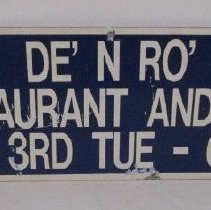 DE' N RO'
AURANT AND
3RD TUE -